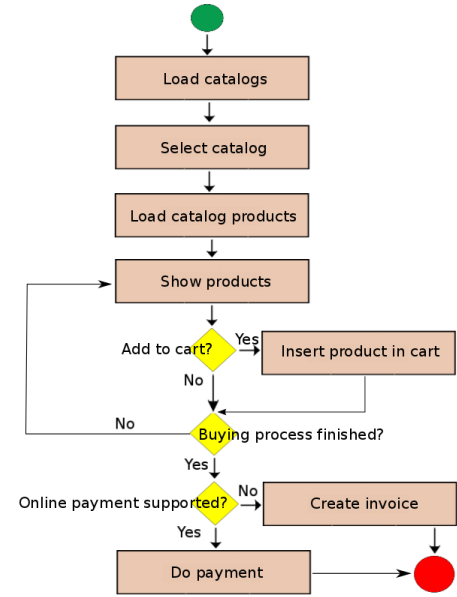 Load catalogs
Select catalog
Load catalog products
Show products
Add to cart?
Yes
Insert product in cart
No
No
Buying process finished?
Yes
Online payment supported?
No
Create invoice
Yes
Do payment